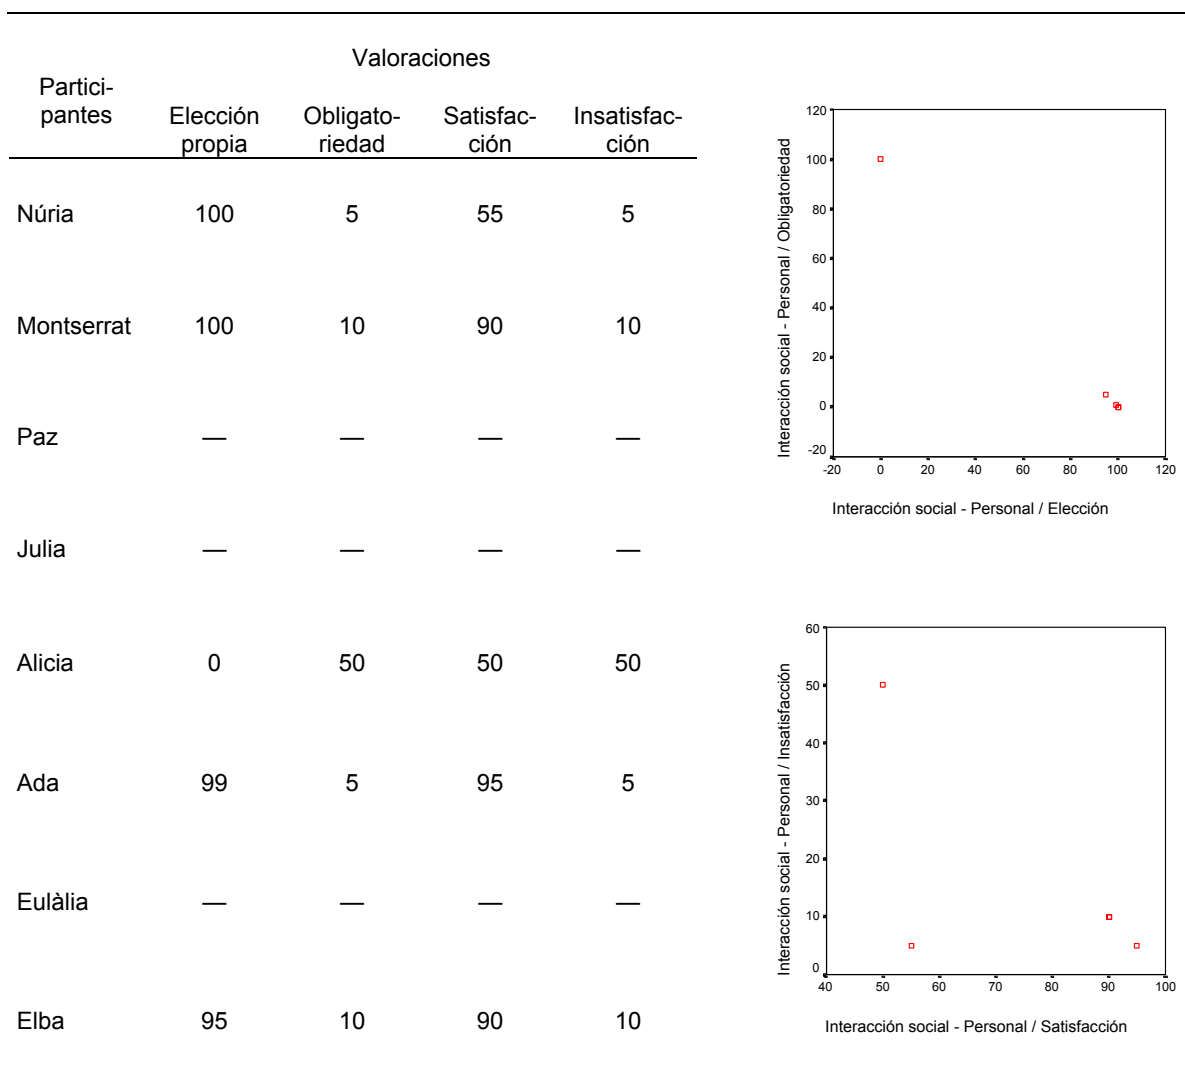 Valoraciones
Partici-
pantes
Elección
propia
Obligato-
riedad
Satisfac-
ción
Insatisfac-
ción
Núria 100 5 55 5
Montserrat 100 10 90 10
Paz — — — —
Julia — — — —
Alicia 0 50 50 50
Ada 99 5 95 5
Eulàlia — — — —
Elba 95 10 90 10
Interacción social - Personal / Obligatoriedad
120
100
80
60
40
20
0
-20
-20 0 20 40 60 80 100 120
Interacción social - Personal / Elección
Interacción social - Personal / Insatisfacción
60
50
40
30
20
10
0
40 50 60 70 80 90 100
Interacción social - Personal / Satisfacción